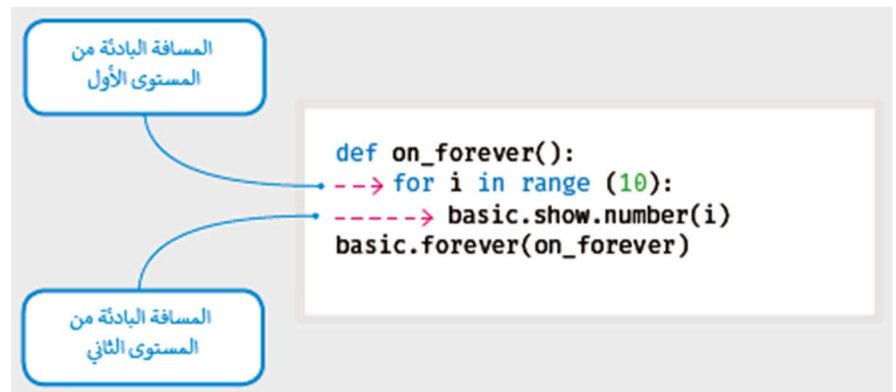 المسافة البادئة من
المستوى الأول
def on_forever():
for i in range (10):
basic.show.number(i)
basic.forever(on_forever)
المسافة البادئة من
المستوى الثاني